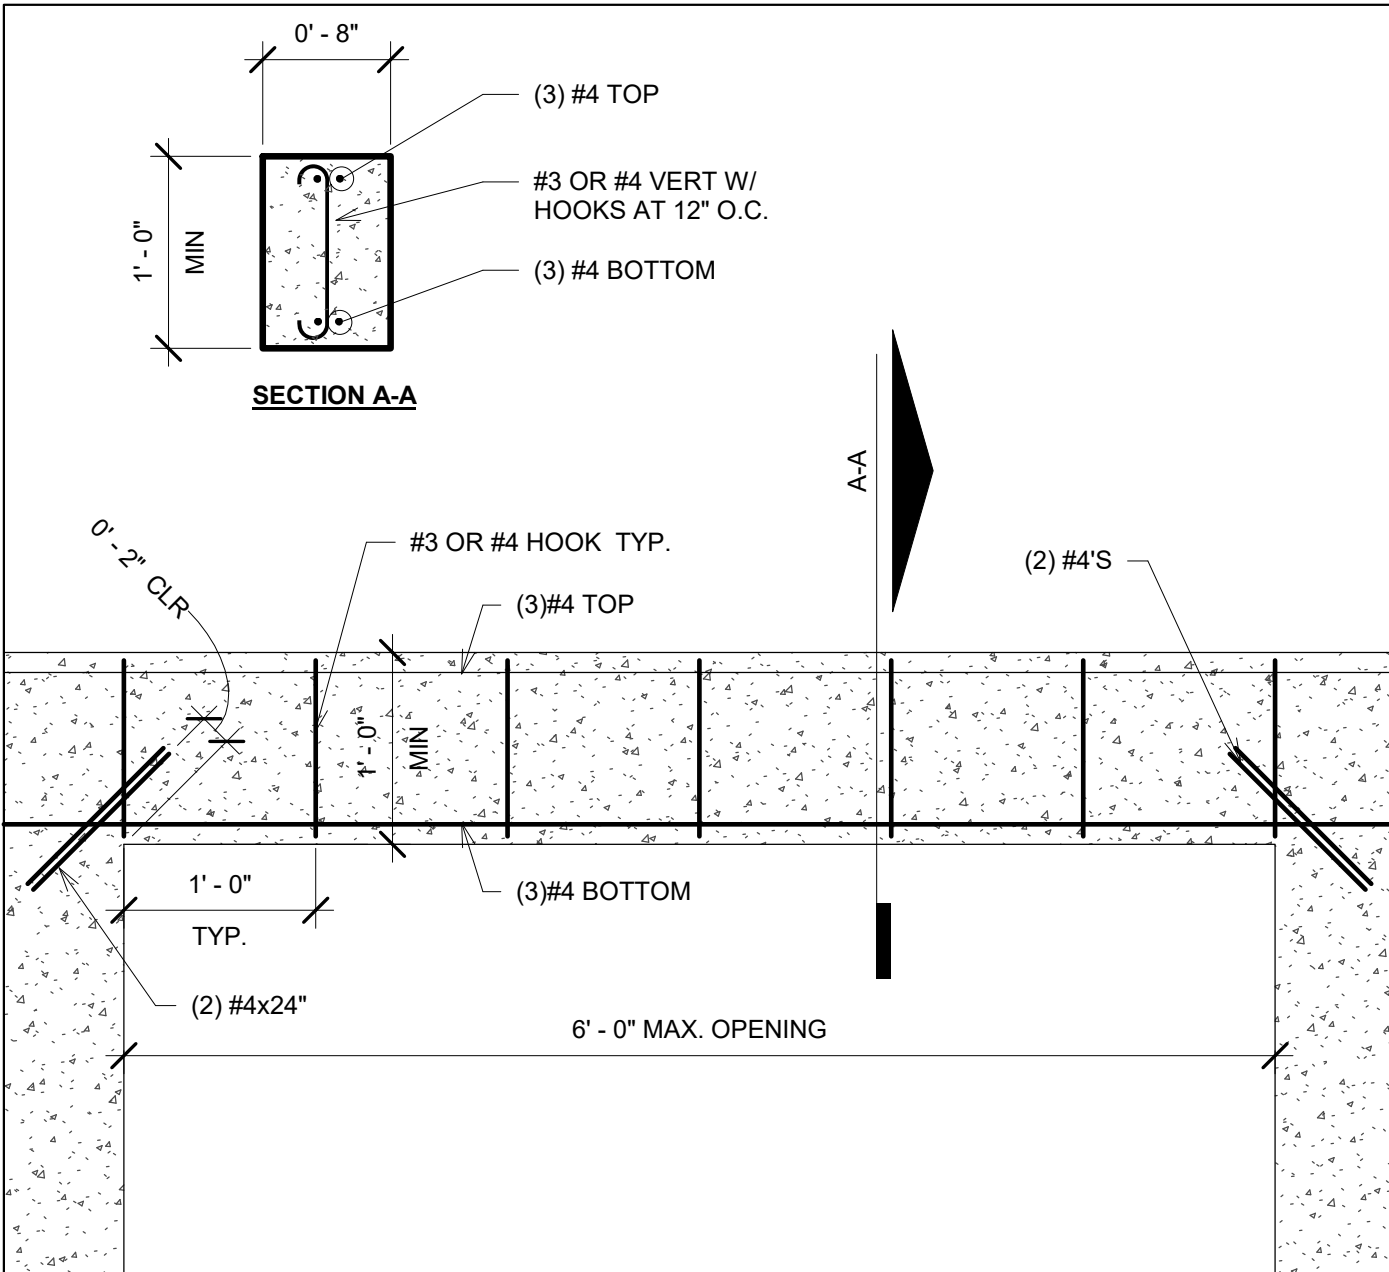 0' - 8"
(3) #4 TOP
#3 OR #4 VERT W/
HOOKS AT 12" O.C.
1' - 0"
MIN
(3) #4 BOTTOM
SECTION A-A
A-A
0' - 2" CLR
#3 OR #4 HOOK TYP.
(2) #4'S
(3)#4 TOP
1' - 0"
MIN
1' - 0"
TYP.
(3)#4 BOTTOM
(2) #4x24"
6' - 0" MAX. OPENING